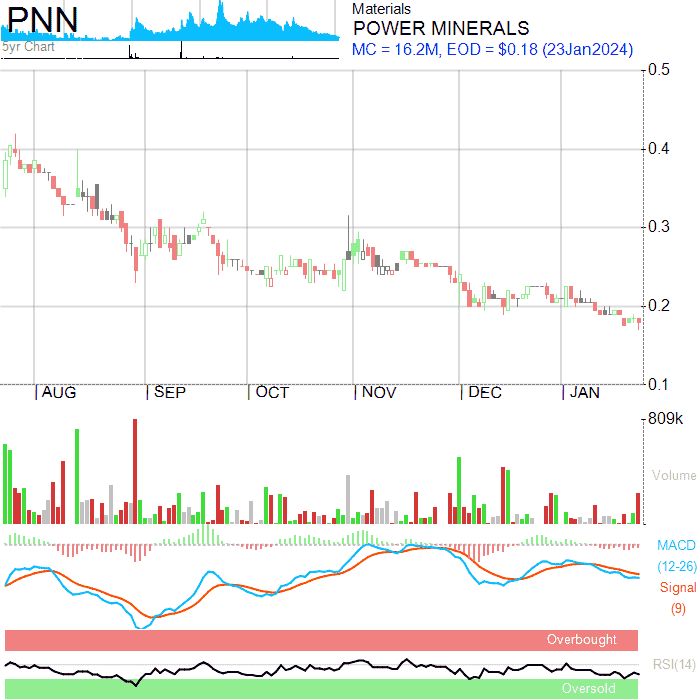 PNN
5yr Chart
Materials
POWER MINERALS
MC = 16.2M, EOD = $0.18 (23Jan2024)
0.5
0.4
0.3
0.2
0.1
AUG SEP OCT NOV DEC JAN
809k
Volume
MACD
(12-26)
Signal
(9)
Overbought
RSI(14)
Oversold